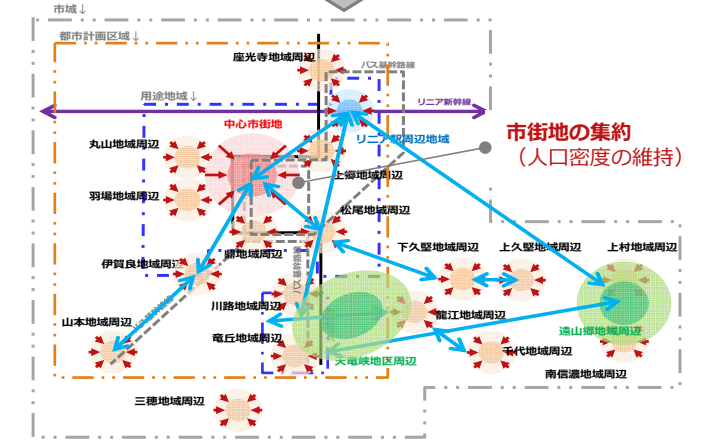 市域↓
都市計画区域↓
座光寺地域周辺
バス基幹路線
用途地域↓
リニア新幹線
中心市街地
市街地の集約
（人口密度の維持）
リニア駅周辺地域
丸山地域周辺
上郷地域周辺
羽場地域周辺
松尾地域周辺
鼎地域周辺
下久堅地域周辺
上久堅地域周辺
上村地域周辺
伊賀良地域周辺
川路地域周辺
龍江地域周辺
山本地域周辺
遠山郷地域周辺
竜丘地域周辺
天竜峡地区周辺
千代地域周辺
南信濃地域周辺
三穂地域周辺